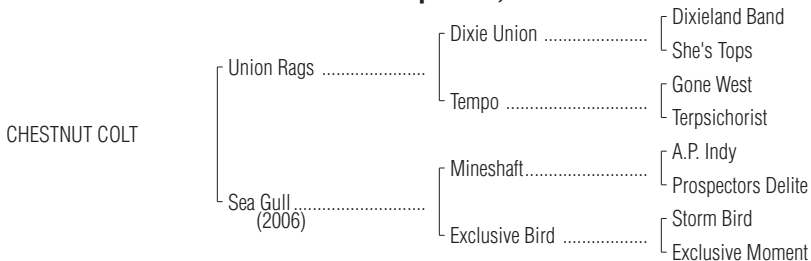 Dixieland Band
Dixie Union ........................
She's Tops
Union Rags ........................
Gone West
Tempo ................................
Terpsichorist
CHESTNUT COLT
A.P. Indy
Mineshaft............................
Prospectors Delite
Sea Gull ..............................
(2006)
Storm Bird
Exclusive Bird ....................
Exclusive Moment